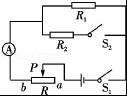 R₁
R₂ S₂
A
P
b R a S₁